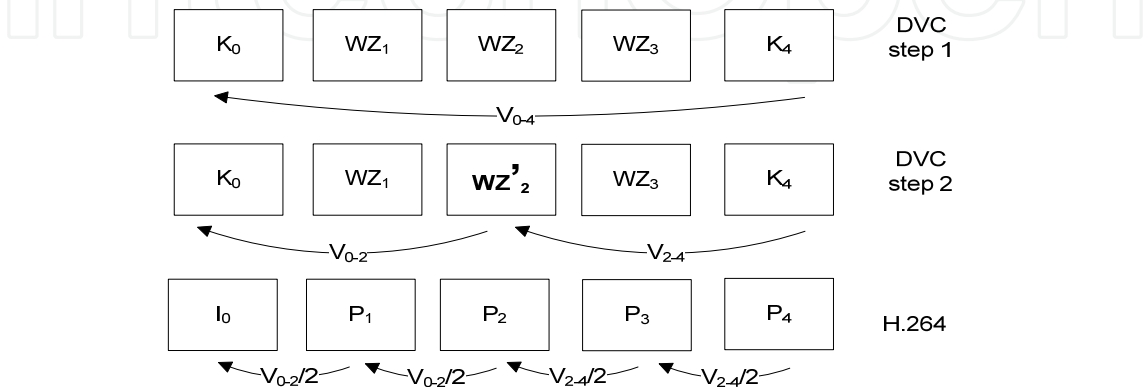 K₀ WZ₁ WZ₂ WZ₃ K₄ DVC step 1
V₀₋₄
K₀ WZ₁ WZ’₂ WZ₃ K₄ DVC step 2
V₀₋₂ V₂₋₄
I₀ P₁ P₂ P₃ P₄ H.264
V₀₋₂/2 V₀₋₂/2 V₂₋₄/2 V₂₋₄/2